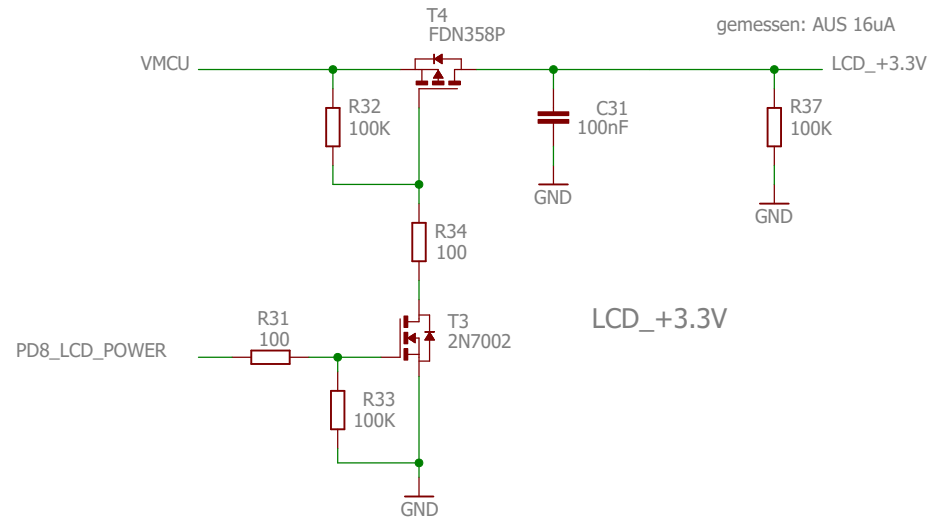 T4
FDN358P
gemessen: AUS 16uA
VMCU
LCD_+3.3V
R32
100K
C31
100nF
R37
100K
GND
GND
R34
100
T3
2N7002
LCD_+3.3V
R31
100
PD8_LCD_POWER
R33
100K
GND